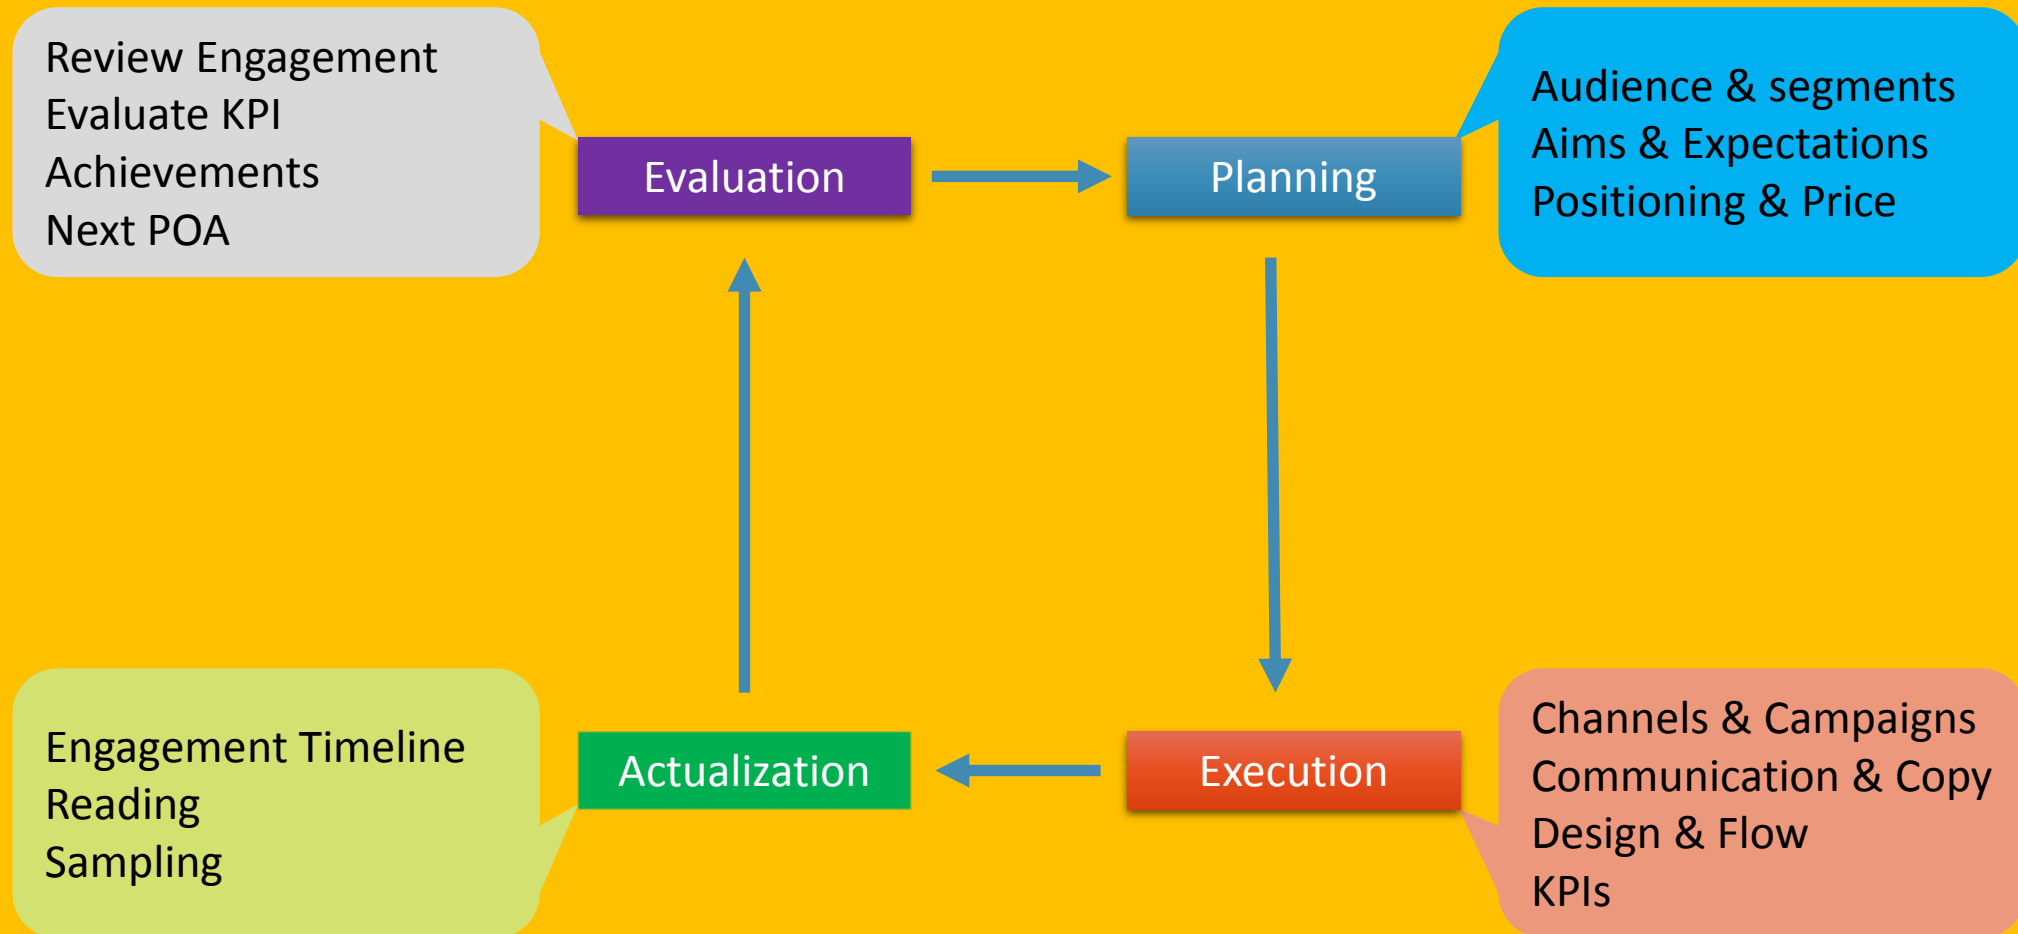 Review Engagement
Evaluate KPI
Achievements
Next POA
Evaluation
Planning
Audience & segments
Aims & Expectations
Positioning & Price
Engagement Timeline
Reading
Sampling
Actualization
Execution
Channels & Campaigns
Communication & Copy
Design & Flow
KPIs